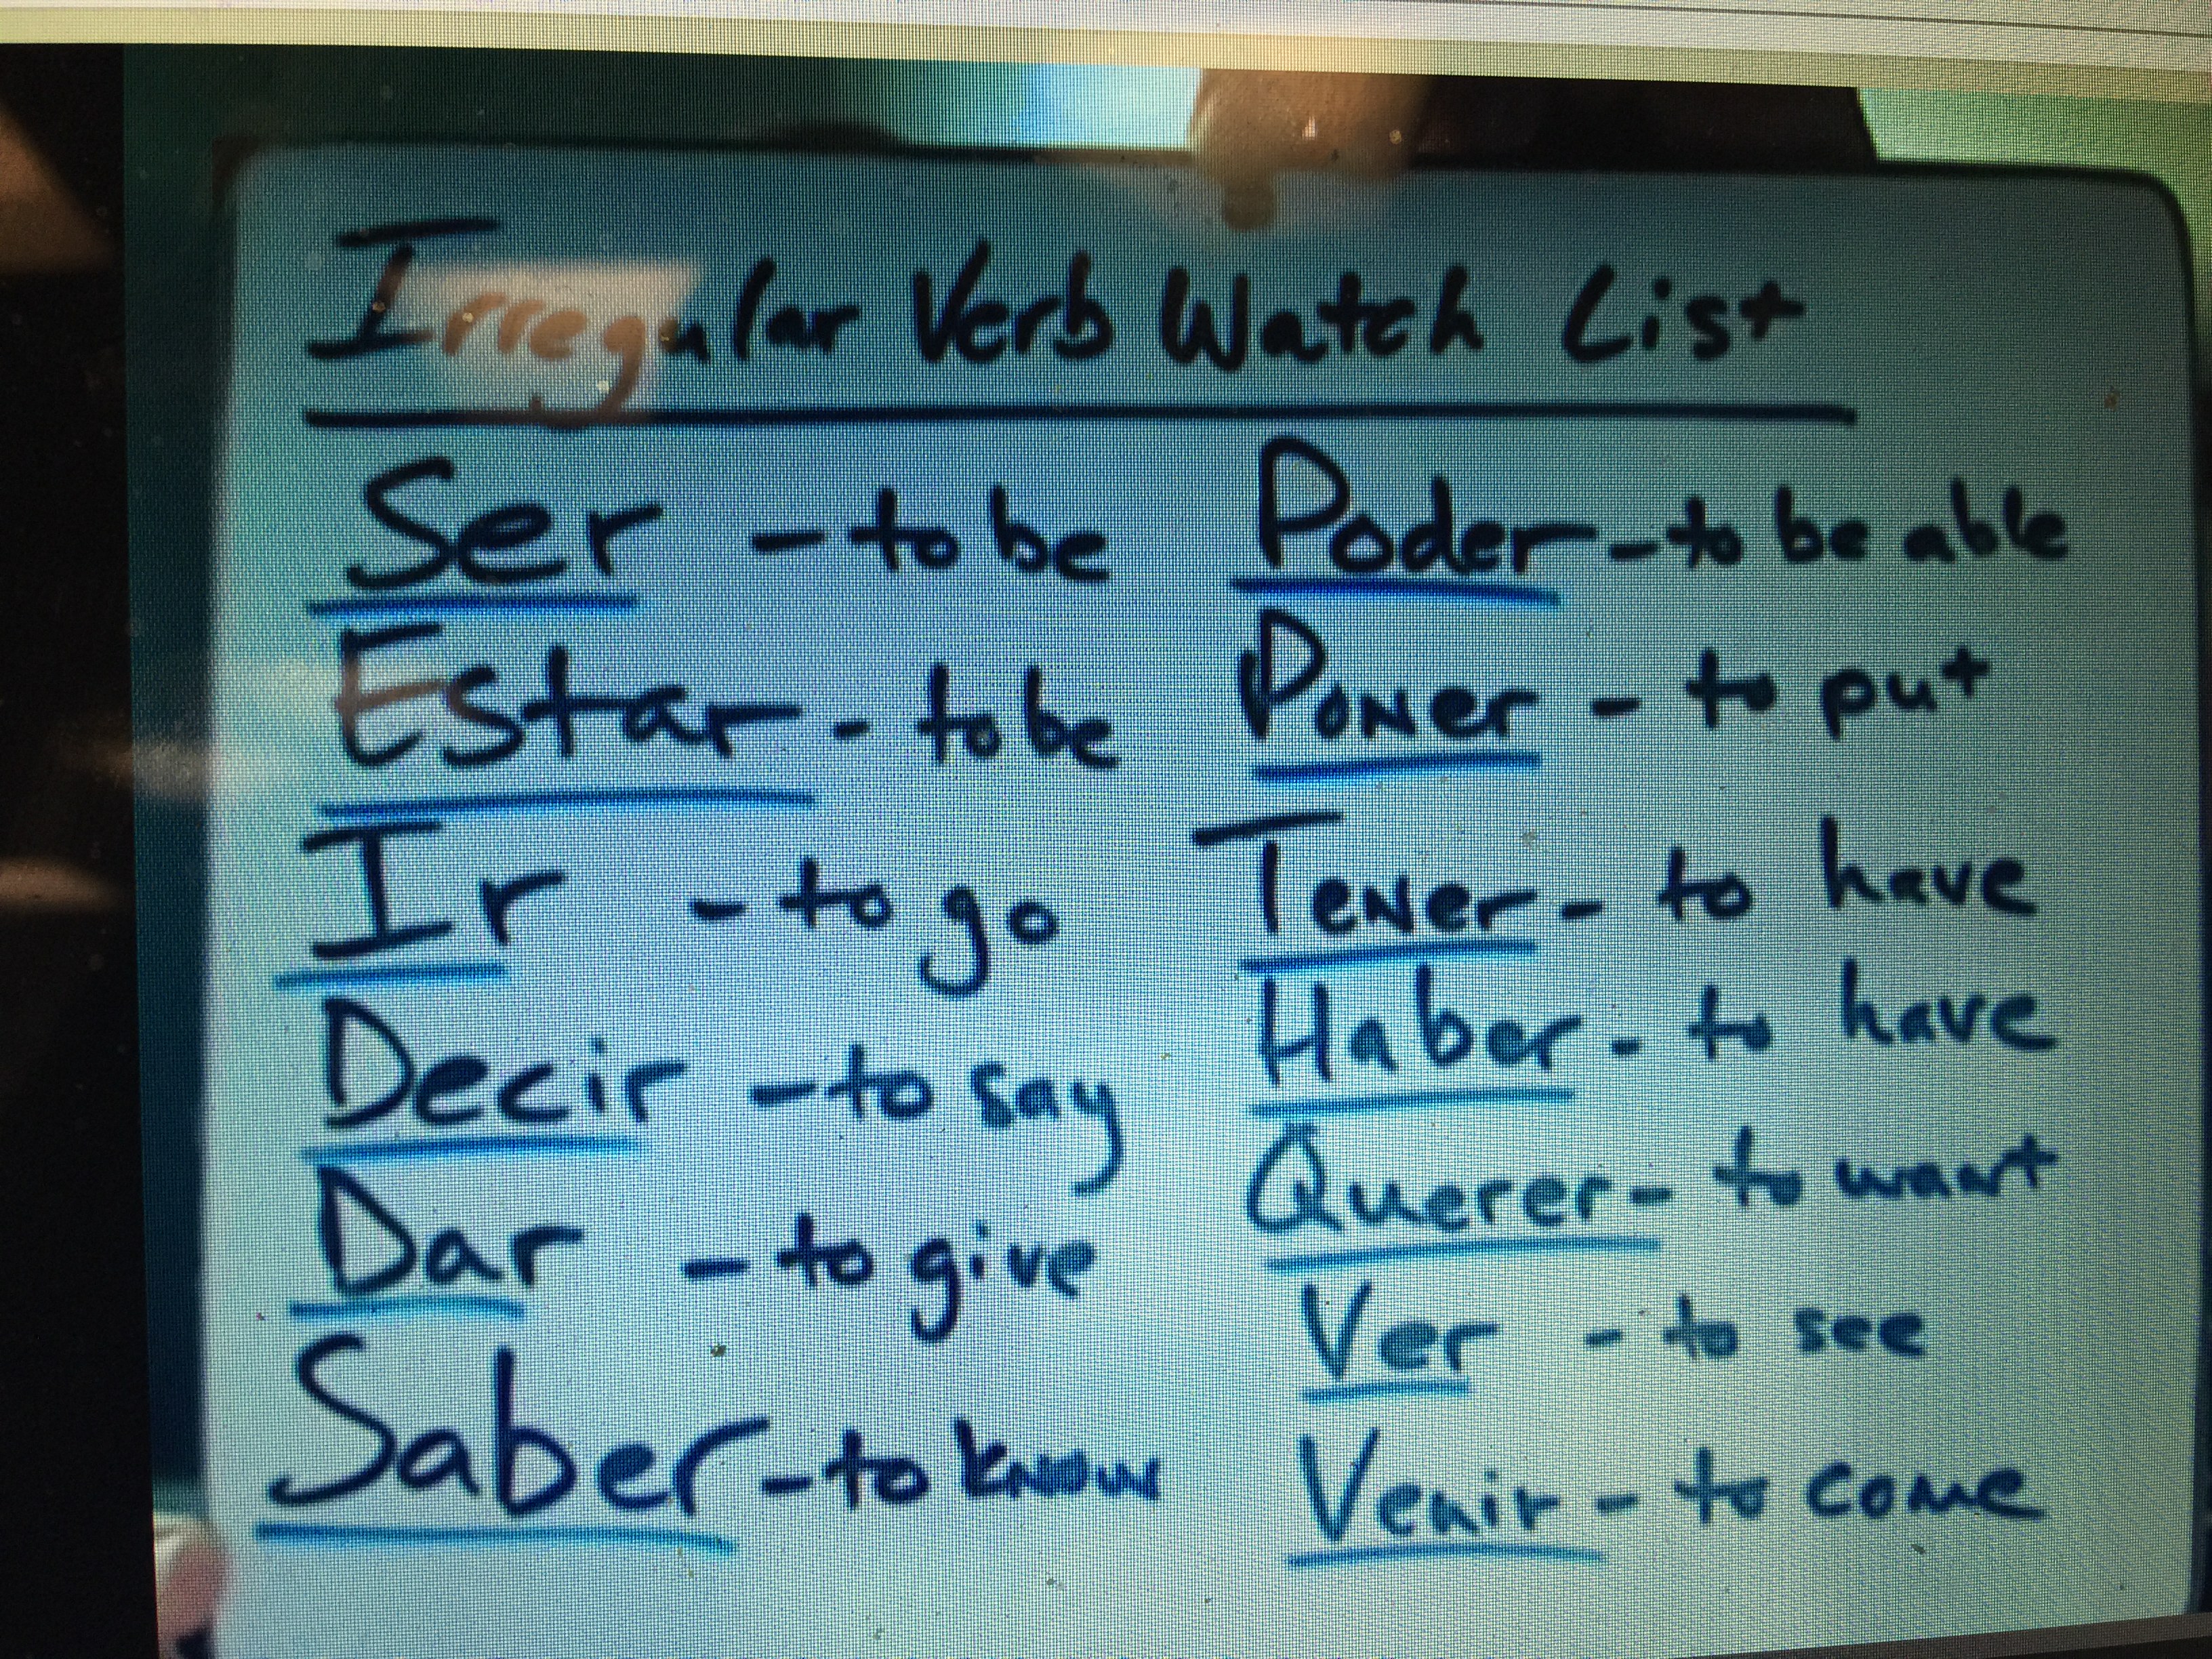 Irregular Verb Watch List
Ser - to be
Estar - to be
Ir - to go
Decir - to say
Dar - to give
Saber - to know
Poder - to be able
Poner - to put
Tener - to have
Haber - to have
Querer - to want
Ver - to see
Venir - to come